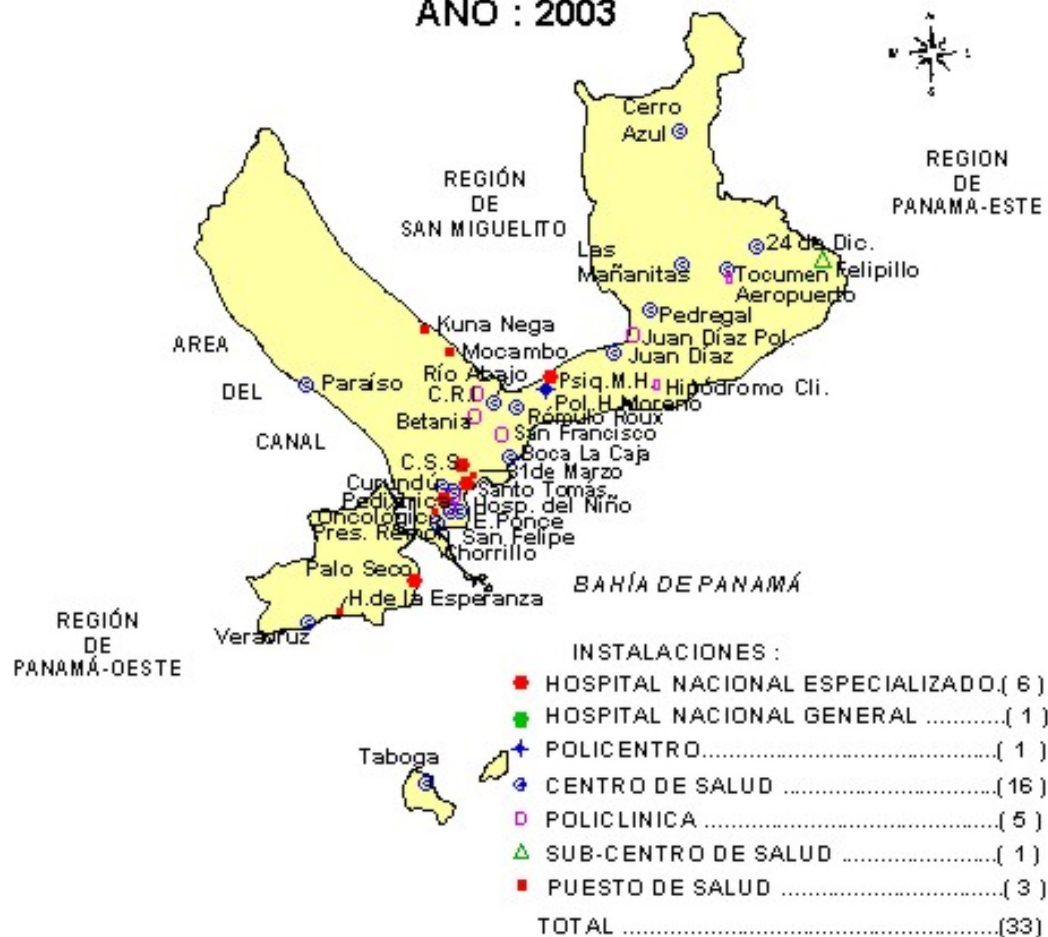 AÑO : 2003
N
S
Cerro
Azul
REGIÓN
DE
SAN MIGUELITO
REGION
DE
PANAMA-ESTE
24 de Dic.
Las
Mañanitas
Tocumen
Felipillo
Aeropuerto
Pedregal
Juan Díaz Pol.
Juan Díaz
Kuna Nega
Mocambo
AREA
DEL
CANAL
Paraíso
Río Abajo
Psiq.M.H.
Hipódromo Cli.
C.R.I.
Pol.H.Moreno
Betania
Rómulo Roux
San Francisco
Boca La Caja
C.S.S.
31de Marzo
Curundú
Santo Tomás
Pediátrica
Hosp. del Niño
Oncológico
E.Ponce
Pres. Remón
San Felipe
Chorrillo
Palo Seco
H.de la Esperanza
BAHÍA DE PANAMÁ
REGIÓN
DE
PANAMÁ-OESTE
Veracruz
Taboga
INSTALACIONES :
HOSPITAL NACIONAL ESPECIALIZADO.( 6 )
HOSPITAL NACIONAL GENERAL ............( 1 )
POLICENTRO............................................( 1 )
CENTRO DE SALUD ................................(16 )
POLICLINICA ............................................( 5 )
SUB-CENTRO DE SALUD .......................( 1 )
PUESTO DE SALUD ................................( 3 )
TOTAL ........................................................(33)